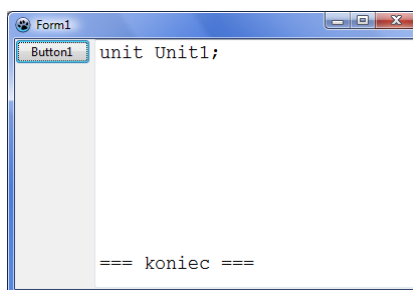 Form1
Button1
unit Unit1;
=== koniec ===